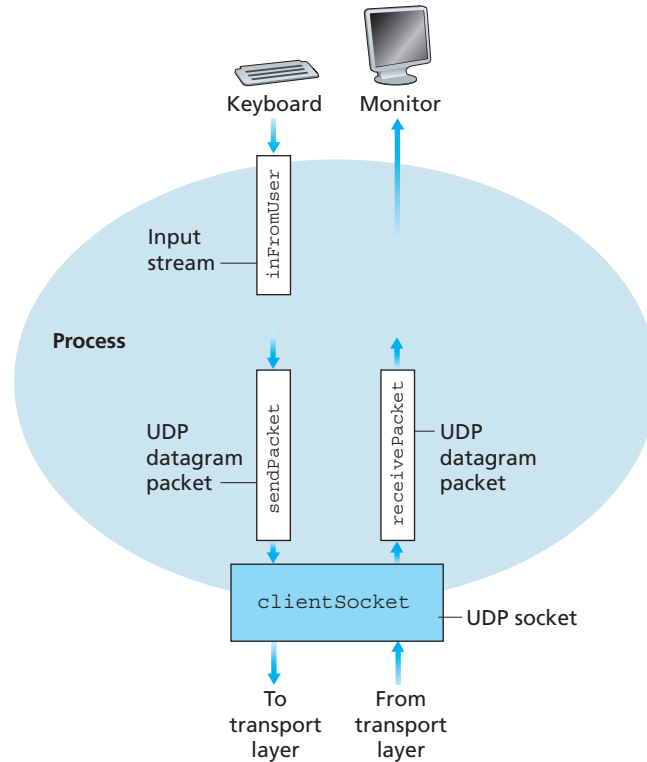 Keyboard
Monitor
inFromUser
Input
stream
Process
UDP
datagram
packet
sendPacket
receivePacket
UDP
datagram
packet
clientSocket
UDP socket
To
transport
layer
From
transport
layer